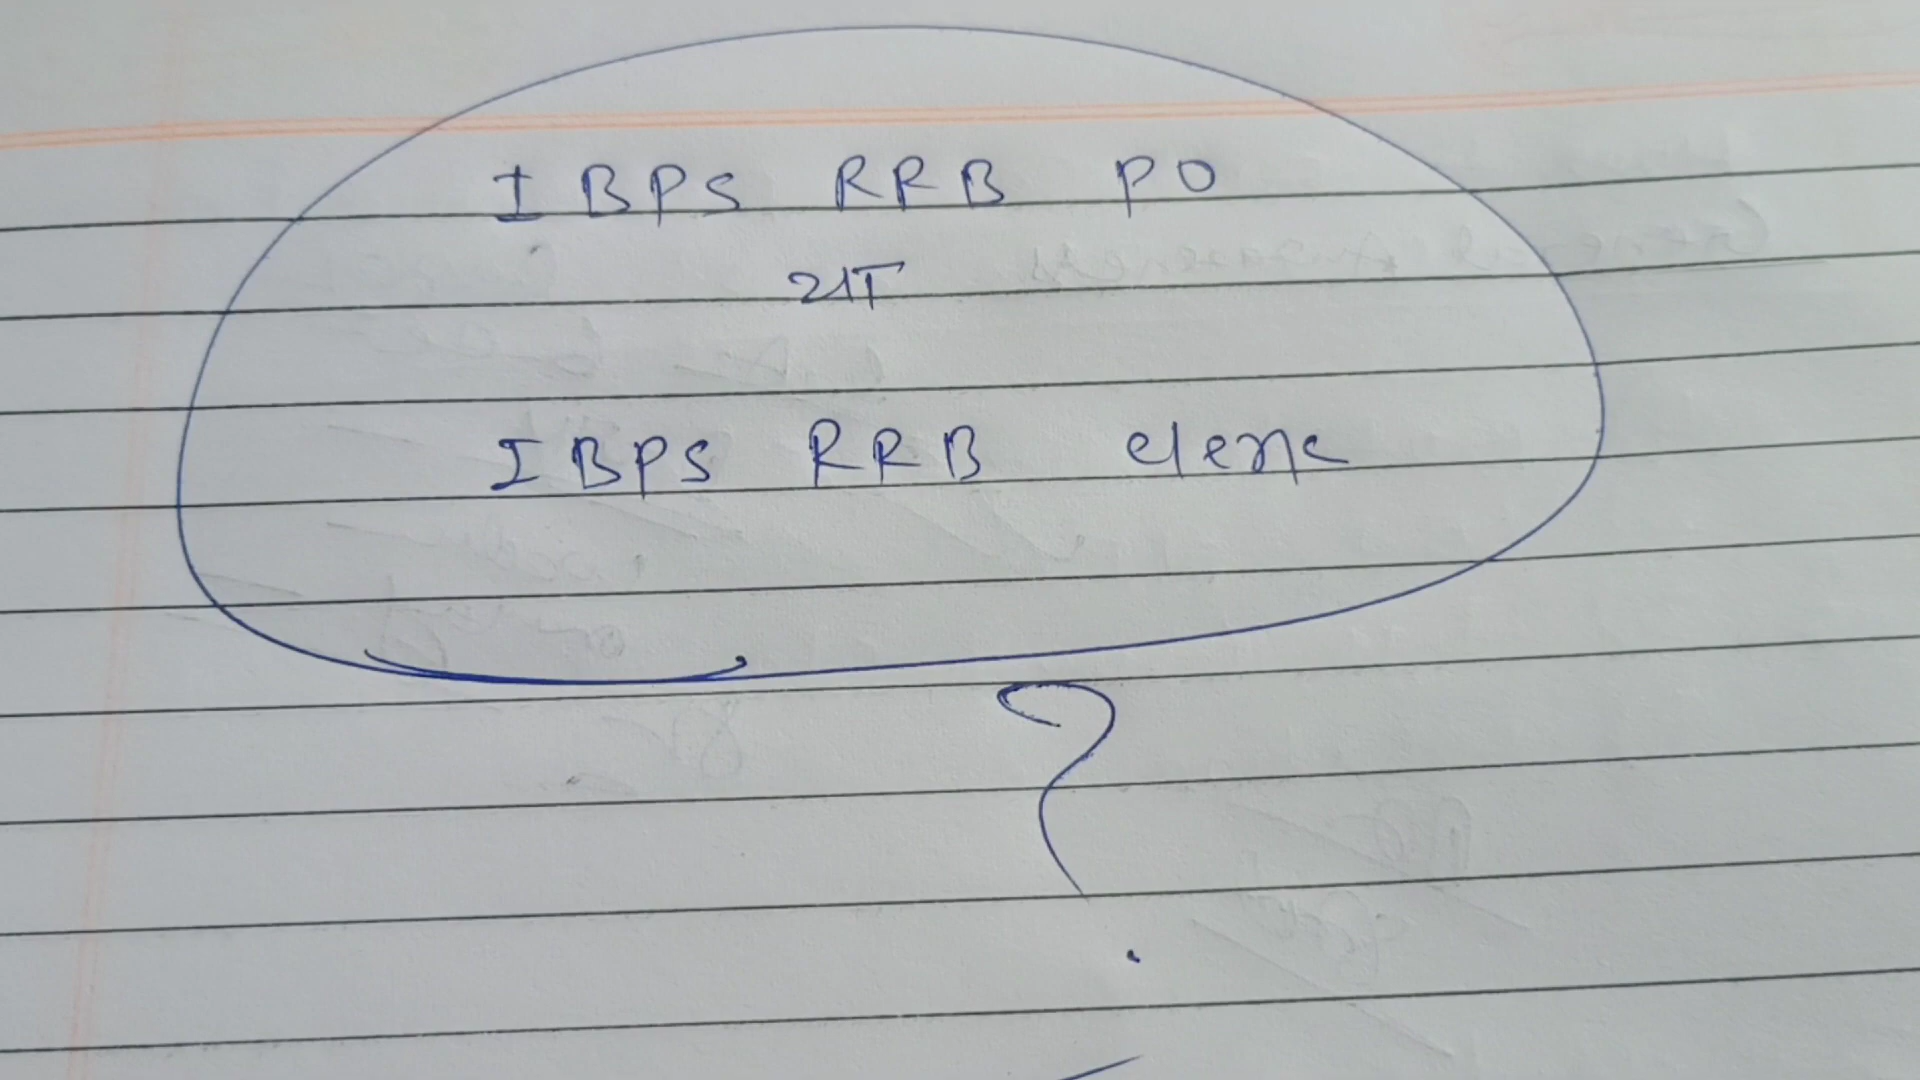 IBPS RRB PO
या
IBPS RRB clerk
?